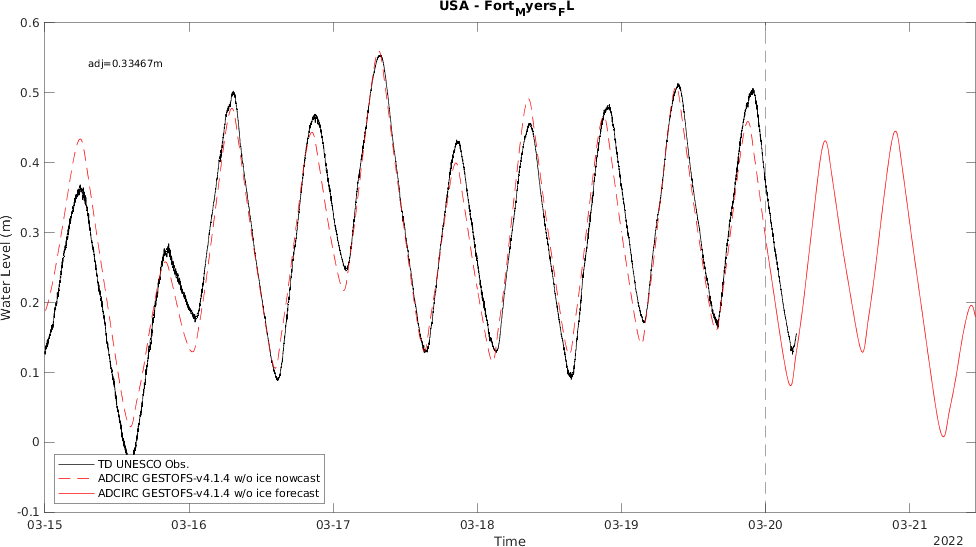 USA - Fort_Myers_FL
0.6
adj=0.33467m
0.5
0.4
0.3
0.2
0.1
0
-0.1
Water Level (m)
TD UNESCO Obs.
ADCIRC GESTOFS-v4.1.4 w/o ice nowcast
ADCIRC GESTOFS-v4.1.4 w/o ice forecast
03-15 03-16 03-17 03-18 03-19 03-20 03-21
Time
2022